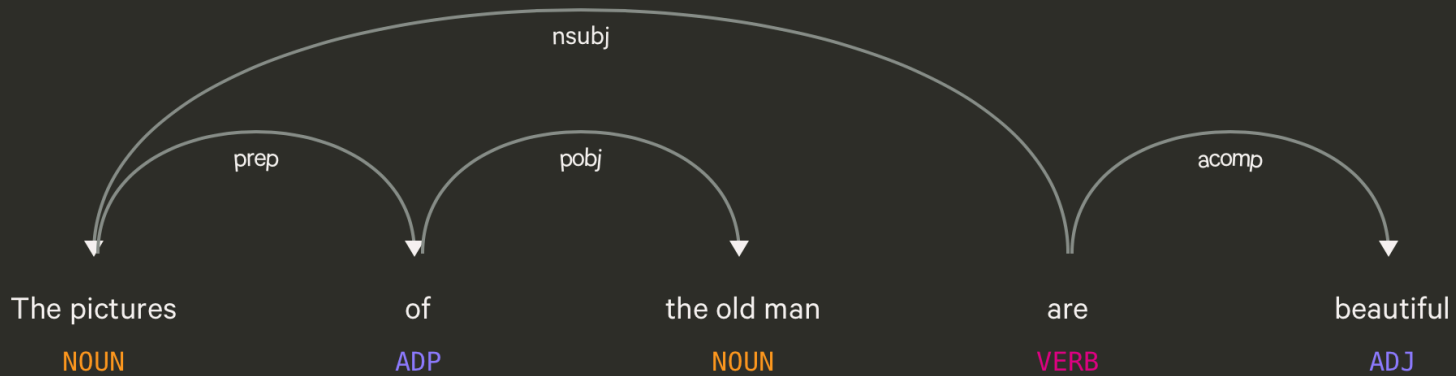 nsubj
prep pobj acomp
The pictures of the old man are beautiful
NOUN ADP NOUN VERB ADJ